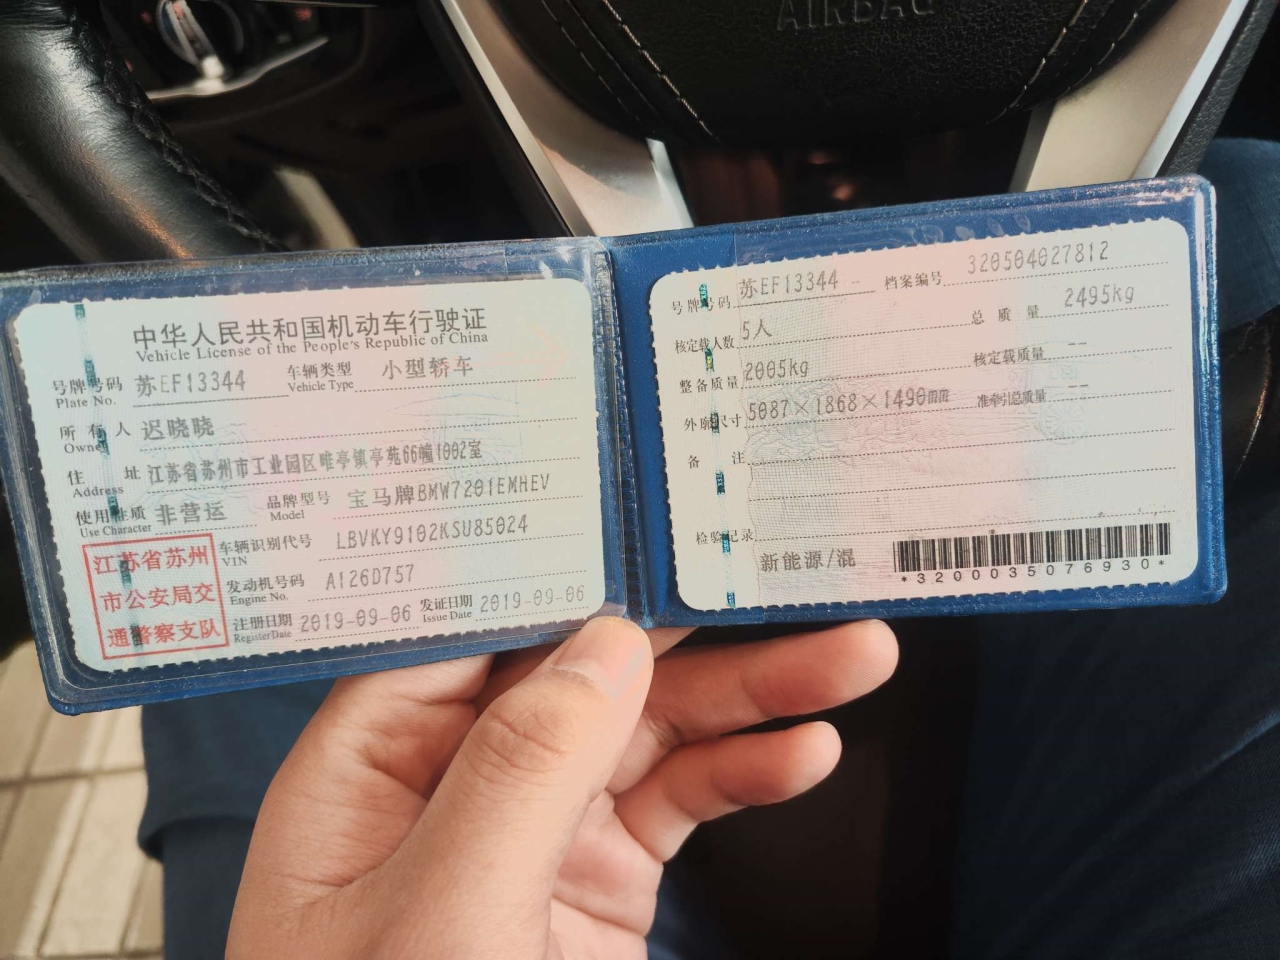 AIRBAG
中华人民共和国机动车行驶证
Vehicle License of the People's Republic of China
号牌号码 苏EF13344 车辆类型 小型轿车
Plate No. Vehicle Type
所有人 迟晓晓
Owner
住址 江苏省苏州市工业园区唯亭镇亭苑66幢1002室
Address
使用性质 非营运 品牌型号 宝马牌BMW7201EMHEV
Use Character Model
江苏省苏州
市公安局交
通警察支队
车辆识别代号 LBVKY9102KSU85024
VIN
发动机号码 A126D757
Engine No.
注册日期 2019-09-06 发证日期 2019-09-06
Register Date Issue Date
号牌号码 苏EF13344 档案编号 320504027812
核定载人数 5人 总质量 2495kg
整备质量 2005kg 核定载质量 --
外廓尺寸 5087×1868×1490mm 准牵引总质量 --
备注
检验记录
新能源/混
*3200035076930*